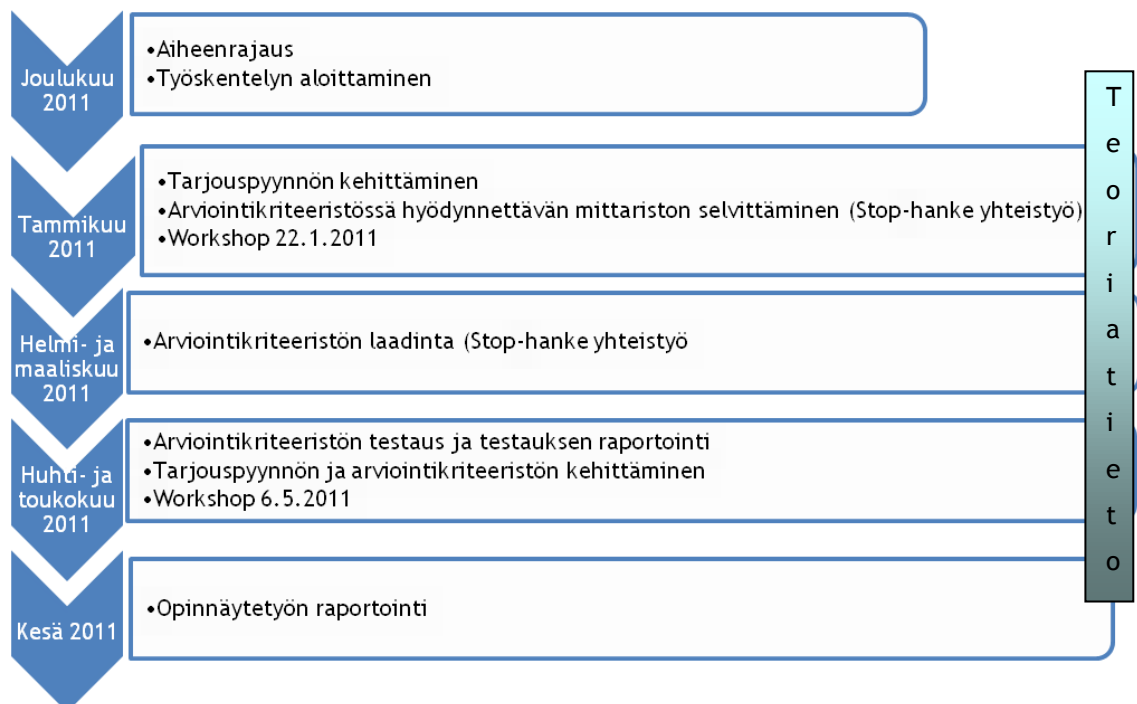 Joulukuu
2011
•Aiheenrajaus
•Työskentelyn aloittaminen
Tammikuu
2011
•Tarjouspyynnön kehittäminen
•Arviointikriteeristössä hyödynnettävän mittariston selvittäminen (Stop-hanke yhteistyö)
•Workshop 22.1.2011
Helmi- ja
maaliskuu
2011
•Arviointikriteeristön laadinta (Stop-hanke yhteistyö
Huhti- ja
toukokuu
2011
•Arviointikriteeristön testaus ja testauksen raportointi
•Tarjouspyynnön ja arviointikriteeristön kehittäminen
•Workshop 6.5.2011
Kesä 2011
•Opinnäytetyön raportointi
Teoriatieto